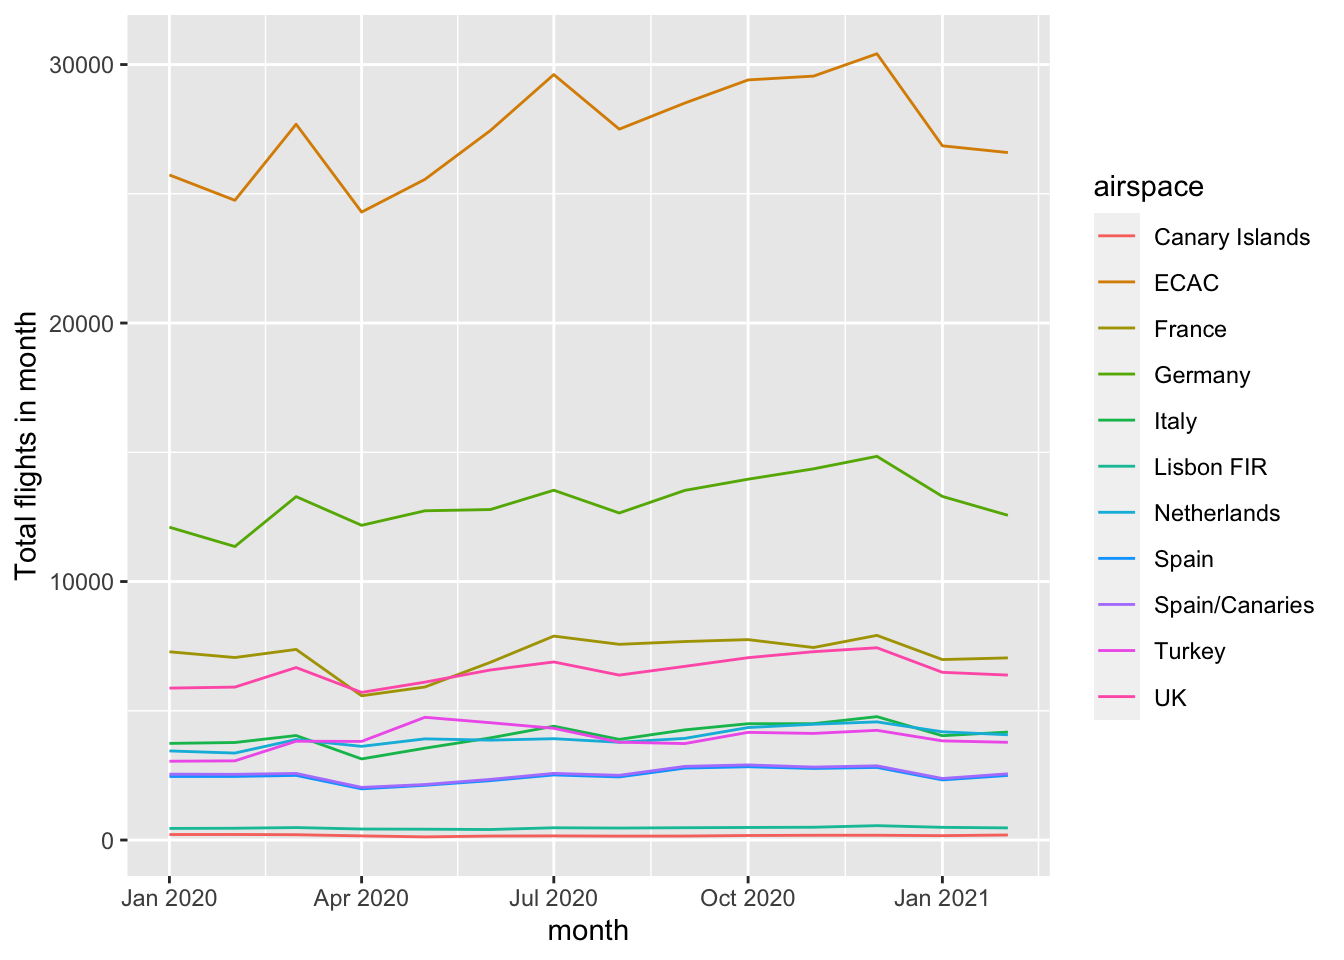 30000
20000
10000
0
Total flights in month
Jan 2020 Apr 2020 Jul 2020 Oct 2020 Jan 2021
month
airspace
Canary Islands
ECAC
France
Germany
Italy
Lisbon FIR
Netherlands
Spain
Spain/Canaries
Turkey
UK